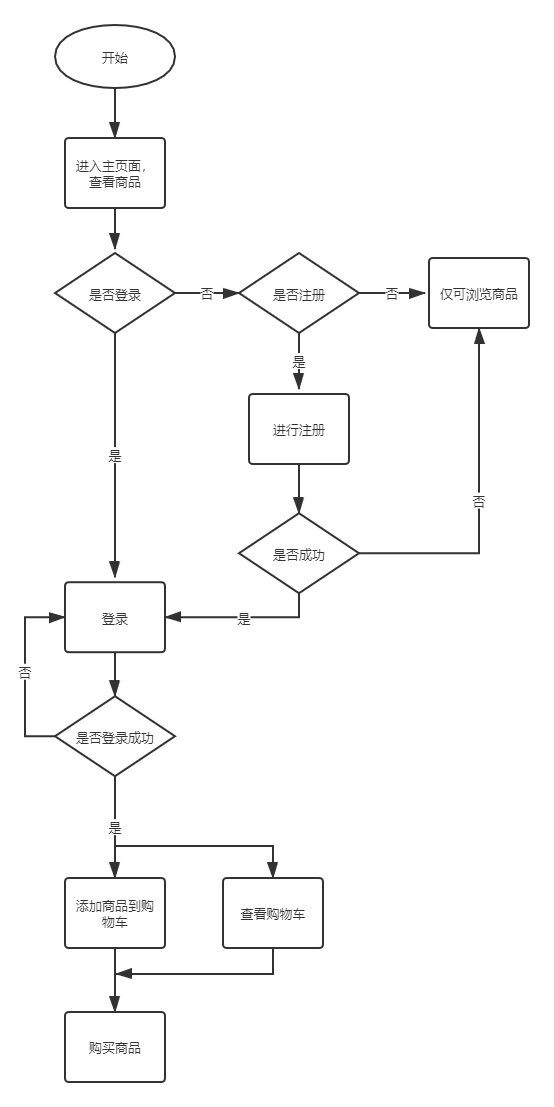 开始
进入主页面，
查看商品
是否登录
否
是否注册
否
仅可浏览商品
是
进行注册
是
否
是否成功
登录
是
否
是否登录成功
是
添加商品到购
物车
查看购物车
购买商品